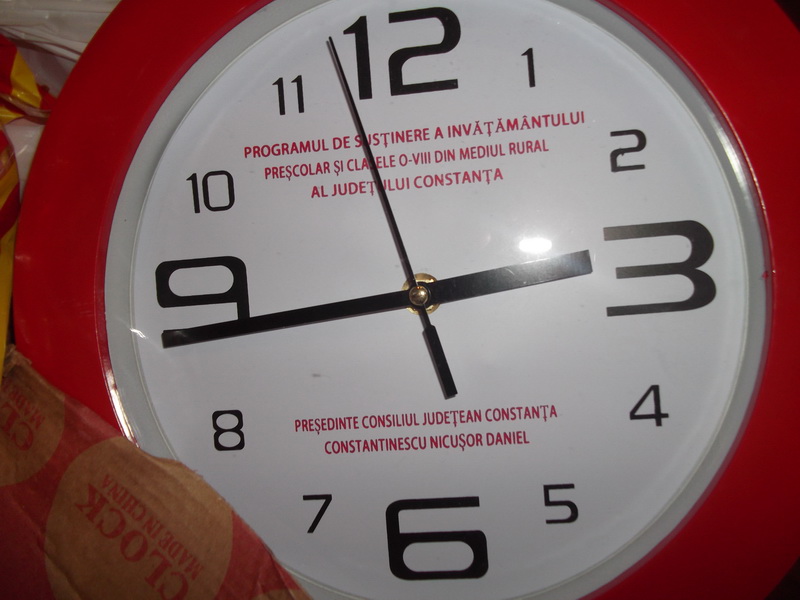 12
11 1
PROGRAMUL DE SUSȚINERE A INVĂȚĂMÂNTULUI
PREȘCOLAR ȘI CLASELE O-VIII DIN MEDIUL RURAL
AL JUDEȚULUI CONSTANȚA
10 2
9 3
8 4
PREȘEDINTE CONSILIUL JUDEȚEAN CONSTANȚA
CONSTANTINESCU NICUȘOR DANIEL
7 5
6
CLOCK
MADE IN CHINA